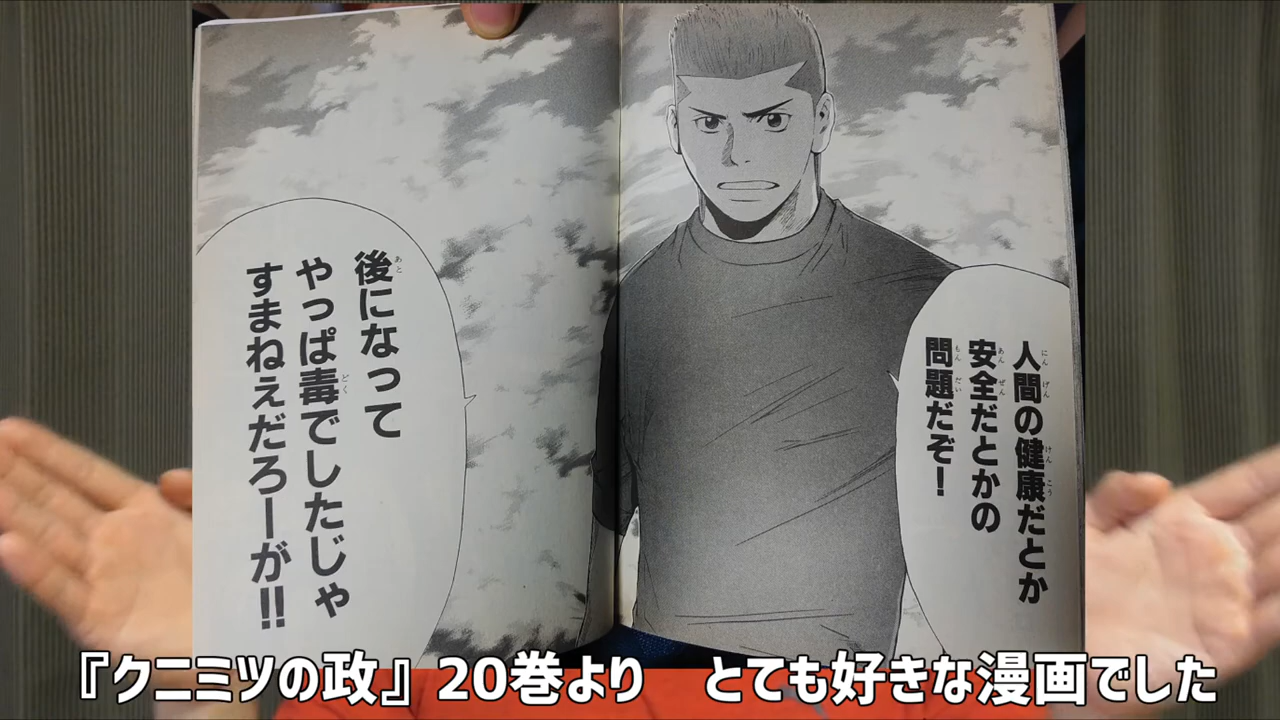 人間の健康だとか
安全だとかの
問題だぞ!
後になって
やっぱ毒でしたじゃ
すまねぇだろーが!!
『クニミツの政』20巻より とても好きな漫画でした